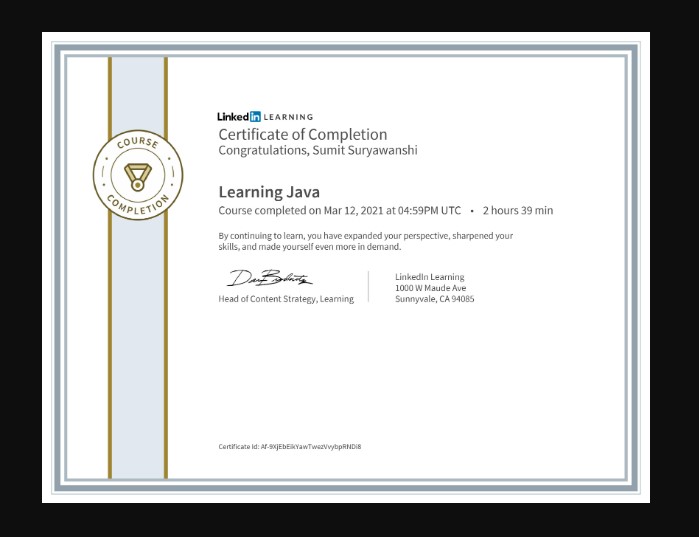 COURSE
COMPLETION
Linked in LEARNING
Certificate of Completion
Congratulations, Sumit Suryawanshi
Learning Java
Course completed on Mar 12, 2021 at 04:59PM UTC • 2 hours 39 min
By continuing to learn, you have expanded your perspective, sharpened your
skills, and made yourself even more in demand.
Head of Content Strategy, Learning
LinkedIn Learning
1000 W Maude Ave
Sunnyvale, CA 94085
Certificate Id: